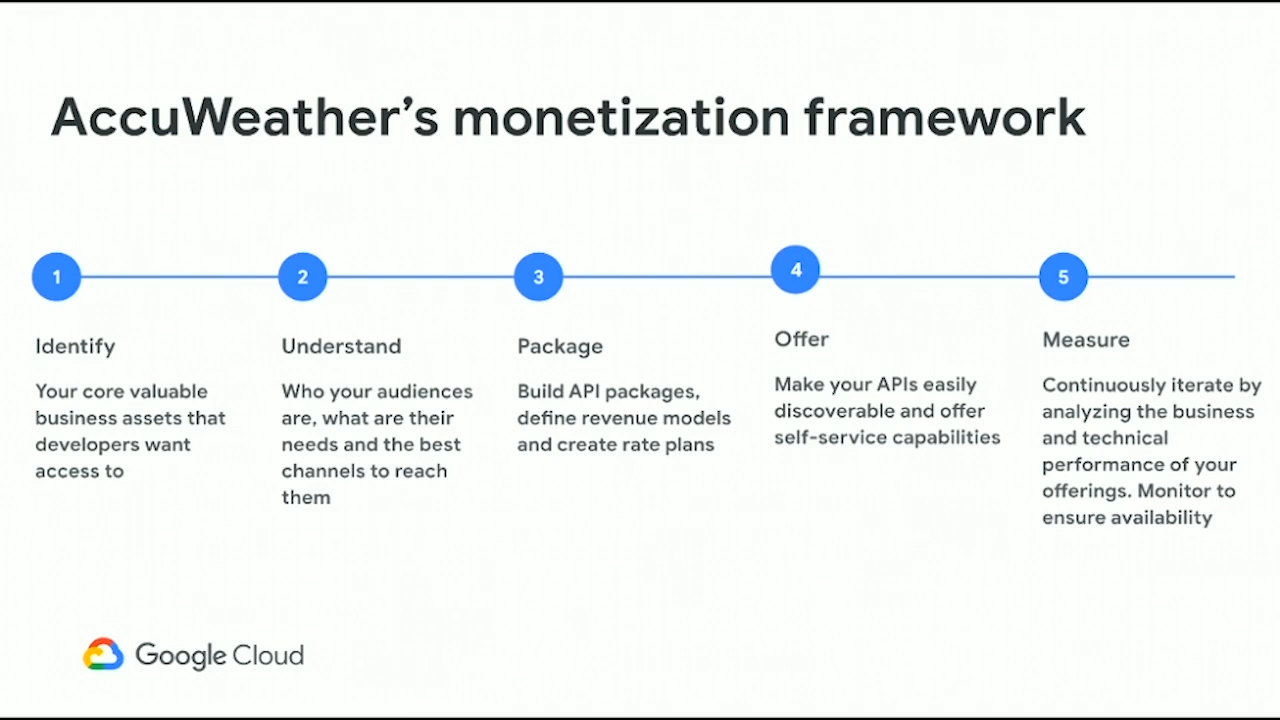 AccuWeather's monetization framework
1
2
3
4
5
Identify
Your core valuable
business assets that
developers want
access to
Understand
Who your audiences
are, what are their
needs and the best
channels to reach
them
Package
Build API packages,
define revenue models
and create rate plans
Offer
Make your APIs easily
discoverable and offer
self-service capabilities
Measure
Continuously iterate by
analyzing the business
and technical
performance of your
offerings. Monitor to
ensure availability
Google Cloud